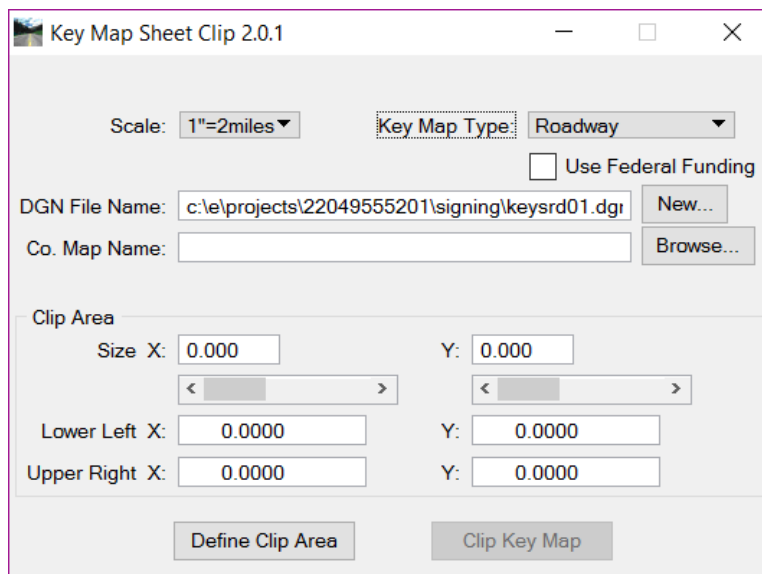 Key Map Sheet Clip 2.0.1
Scale: 1"=2miles Key Map Type: Roadway
Use Federal Funding
DGN File Name: c:\e\projects\22049555201\signing\keysrd01.dgn New...
Co. Map Name: Browse...
Clip Area
Size X: 0.000 Y: 0.000
Lower Left X: 0.0000 Y: 0.0000
Upper Right X: 0.0000 Y: 0.0000
Define Clip Area Clip Key Map